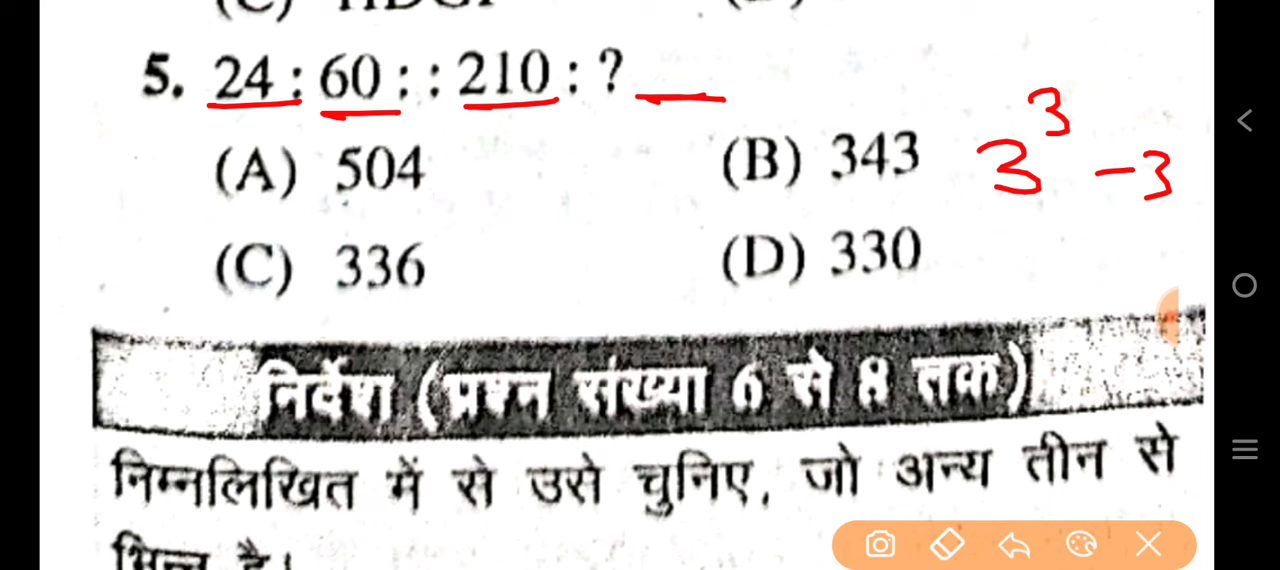 5. 24 : 60 : : 210 : ?
(A) 504 (B) 343
(C) 336 (D) 330
3³ - 3
निर्देश (प्रश्न संख्या 6 से 8 तक)
निम्नलिखित में से उसे चुनिए, जो अन्य तीन से
भिन्न है।